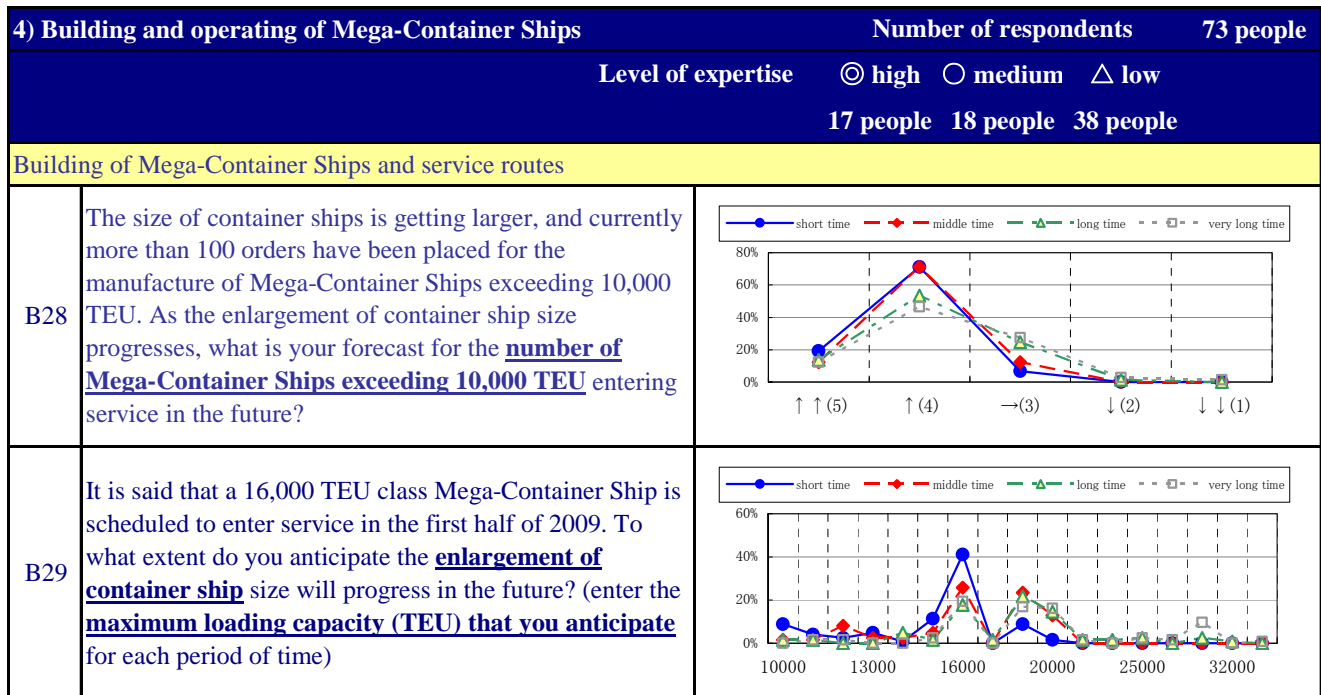 4) Building and operating of Mega-Container Ships Number of respondents 73 people
Level of expertise ◎ high ○ medium △ low
17 people 18 people 38 people
Building of Mega-Container Ships and service routes
B28
The size of container ships is getting larger, and currently
more than 100 orders have been placed for the
manufacture of Mega-Container Ships exceeding 10,000
TEU. As the enlargement of container ship size
progresses, what is your forecast for the number of
Mega-Container Ships exceeding 10,000 TEU entering
service in the future?
short time middle time long time very long time
80%
60%
40%
20%
0%
↑ ↑ (5) ↑ (4) →(3) ↓ (2) ↓ ↓ (1)
B29
It is said that a 16,000 TEU class Mega-Container Ship is
scheduled to enter service in the first half of 2009. To
what extent do you anticipate the enlargement of
container ship size will progress in the future? (enter the
maximum loading capacity (TEU) that you anticipate
for each period of time)
short time middle time long time very long time
60%
40%
20%
0%
10000 13000 16000 20000 25000 32000